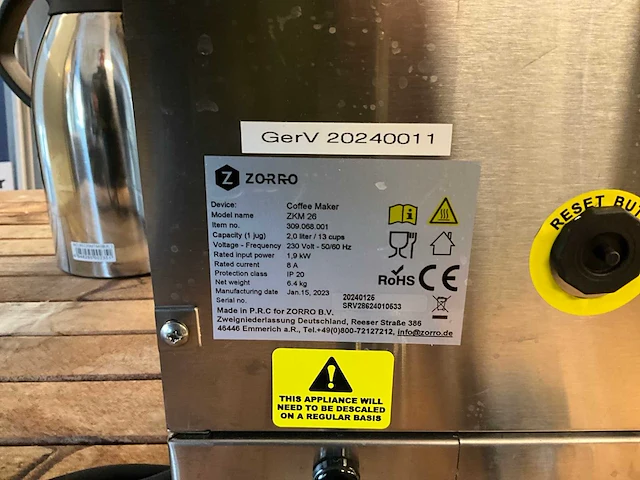 GerV 20240011
Z ZORRO
Device: Coffee Maker
Model name ZKM 26
Item no. 309.068.001
Capacity (1 jug) 2,0 liter / 13 cups
Voltage - Frequency 230 Volt - 50/60 Hz
Rated input power 1,9 kW
Rated current 8 A
Protection class IP 20
Net weight 6.4 kg
Manufacturing date Jan.15, 2023
Serial no. 20240126
SRV28624010533
RoHS CE
Made in P.R.C for ZORRO B.V.
Zweigniederlassung Deutschland, Reeser Straße 386
46446 Emmerich a.R., Tel.+49(0)800-72127212, info@zorro.de
RESET BUT
THIS APPLIANCE WILL
NEED TO BE DESCALED
ON A REGULAR BASIS